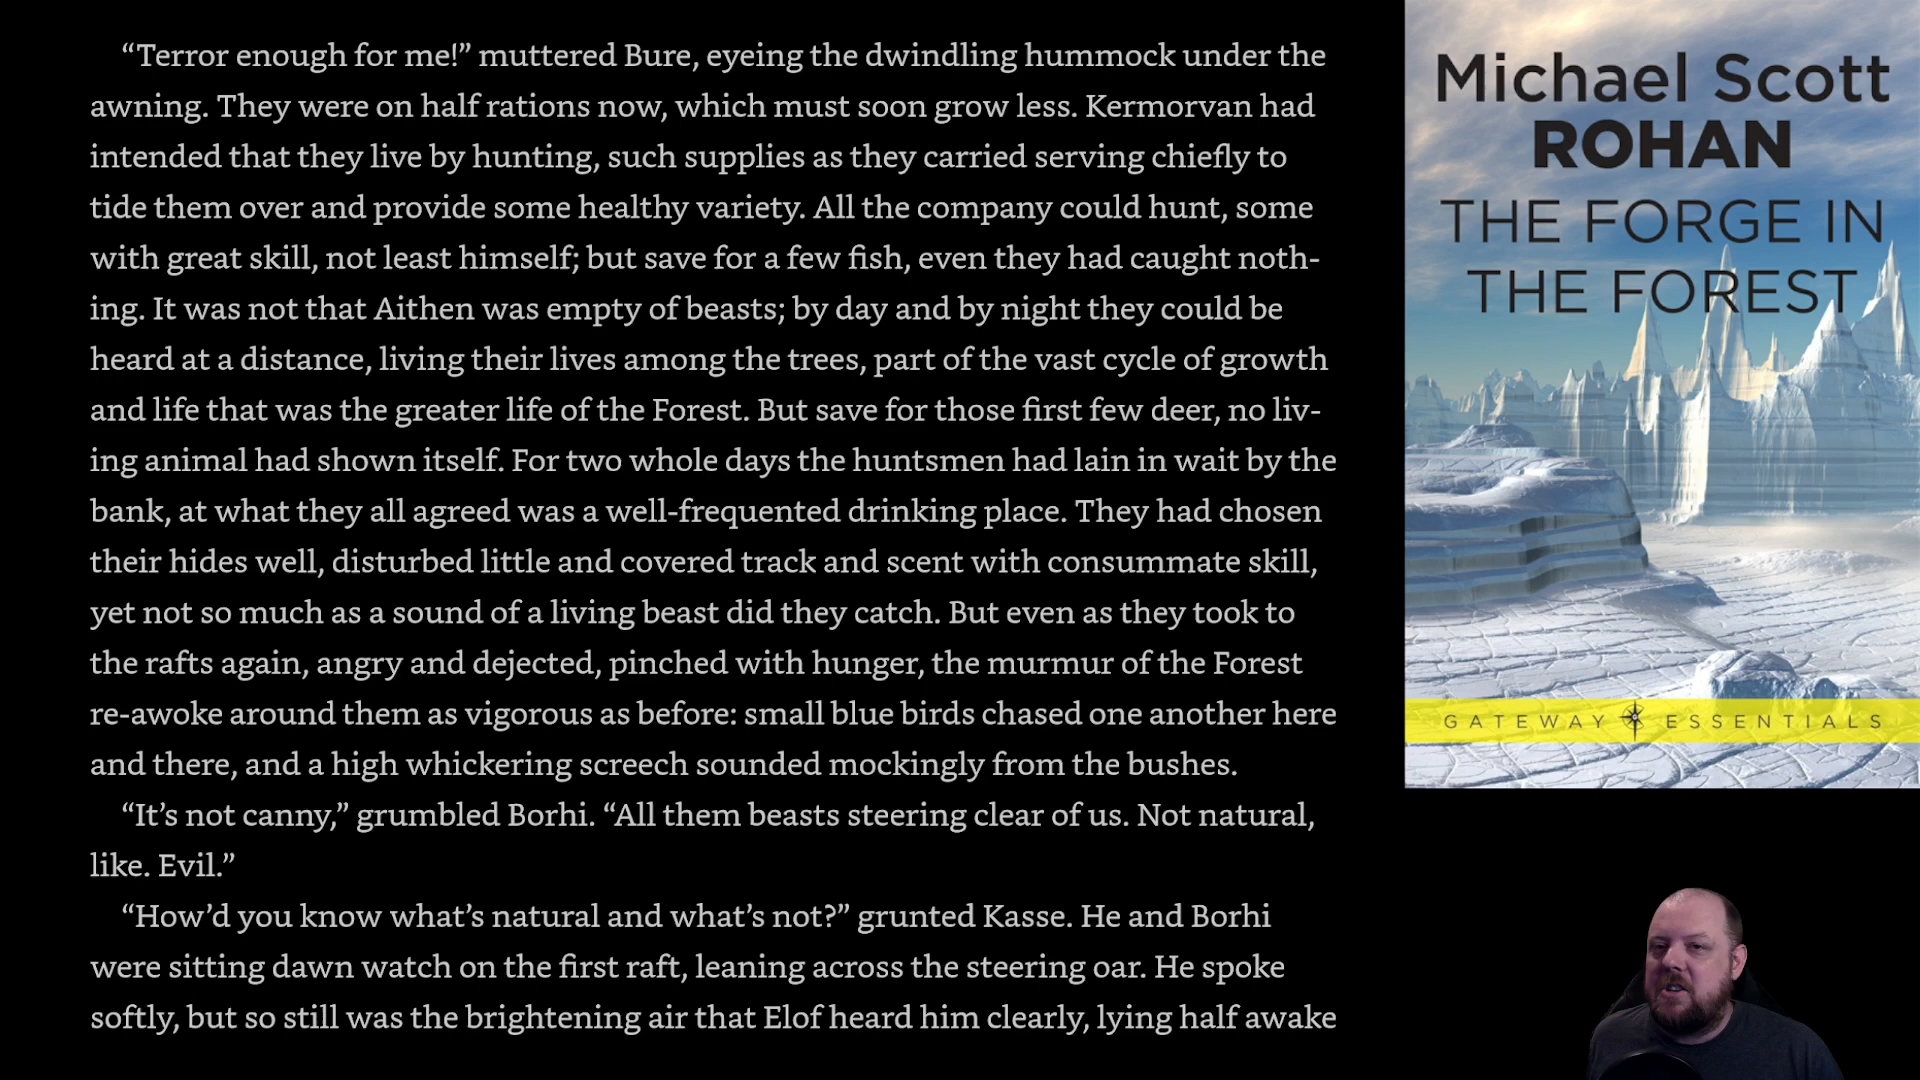 “Terror enough for me!” muttered Bure, eyeing the dwindling hummock under the
awning. They were on half rations now, which must soon grow less. Kermorvan had
intended that they live by hunting, such supplies as they carried serving chiefly to
tide them over and provide some healthy variety. All the company could hunt, some
with great skill, not least himself; but save for a few fish, even they had caught noth-
ing. It was not that Aithen was empty of beasts; by day and by night they could be
heard at a distance, living their lives among the trees, part of the vast cycle of growth
and life that was the greater life of the Forest. But save for those first few deer, no liv-
ing animal had shown itself. For two whole days the huntsmen had lain in wait by the
bank, at what they all agreed was a well-frequented drinking place. They had chosen
their hides well, disturbed little and covered track and scent with consummate skill,
yet not so much as a sound of a living beast did they catch. But even as they took to
the rafts again, angry and dejected, pinched with hunger, the murmur of the Forest
re-awoke around them as vigorous as before: small blue birds chased one another here
and there, and a high whickering screech sounded mockingly from the bushes.
“It’s not canny,” grumbled Borhi. “All them beasts steering clear of us. Not natural,
like. Evil.”
“How’d you know what’s natural and what’s not?” grunted Kasse. He and Borhi
were sitting dawn watch on the first raft, leaning across the steering oar. He spoke
softly, but so still was the brightening air that Elof heard him clearly, lying half awake
Michael Scott
ROHAN
THE FORGE IN
THE FOREST
GATEWAY ESSENTIALS